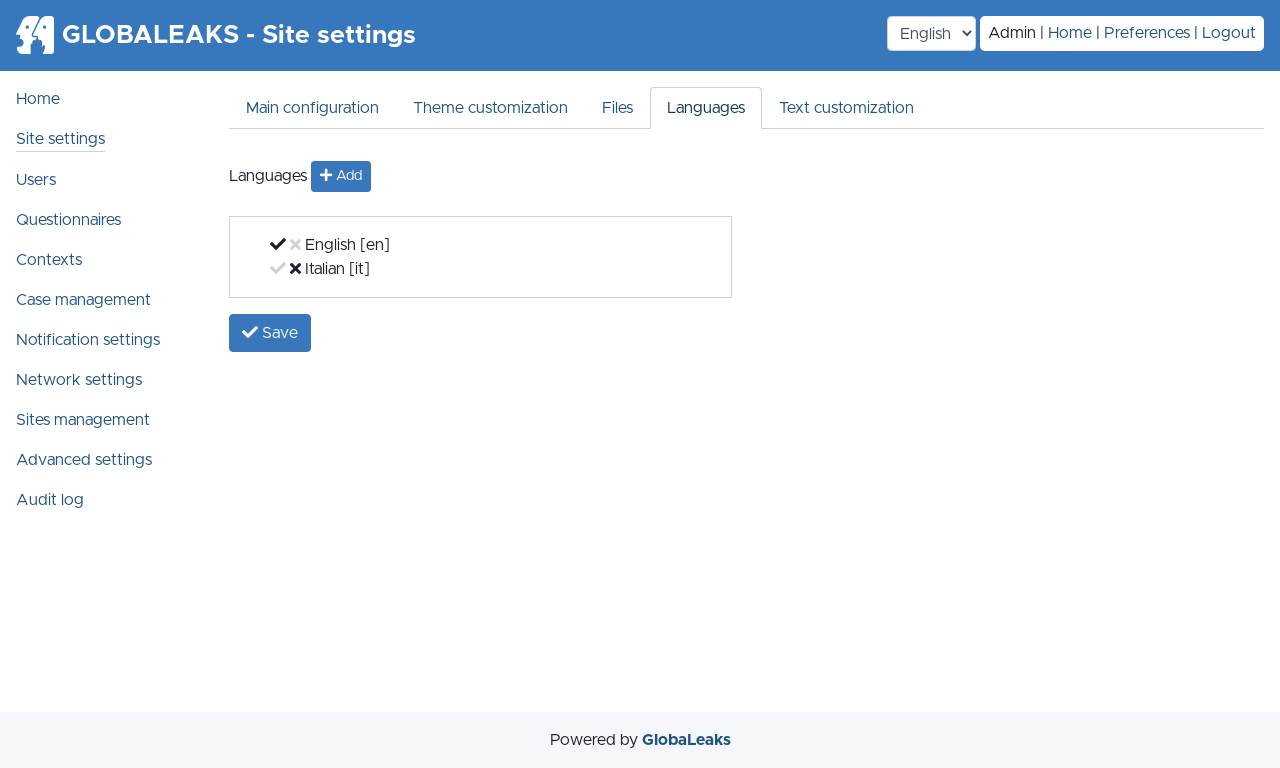 GLOBALEAKS - Site settings
English
Admin | Home | Preferences | Logout
Home
Site settings
Users
Questionnaires
Contexts
Case management
Notification settings
Network settings
Sites management
Advanced settings
Audit log
Main configuration
Theme customization
Files
Languages
Text customization
Languages
Add
English [en]
Italian [it]
Save
Powered by GlobaLeaks